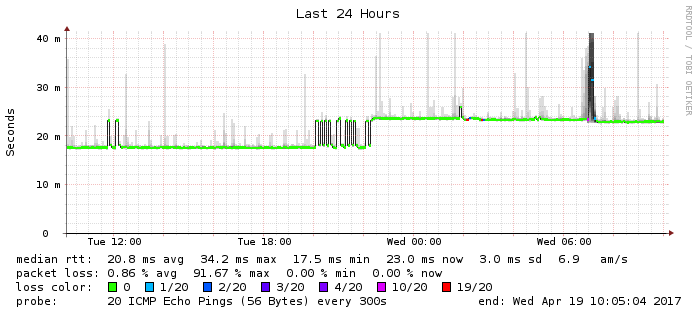 Last 24 Hours
RRDTOOL / TOBI OETIKER
Seconds
40 m
30 m
20 m
10 m
0
Tue 12:00 Tue 18:00 Wed 00:00 Wed 06:00
median rtt: 20.8 ms avg 34.2 ms max 17.5 ms min 23.0 ms now 3.0 ms sd 6.9 am/s
packet loss: 0.86 % avg 91.67 % max 0.00 % min 0.00 % now
loss color: 0 1/20 2/20 3/20 4/20 10/20 19/20
probe: 20 ICMP Echo Pings (56 Bytes) every 300s end: Wed Apr 19 10:05:04 2017